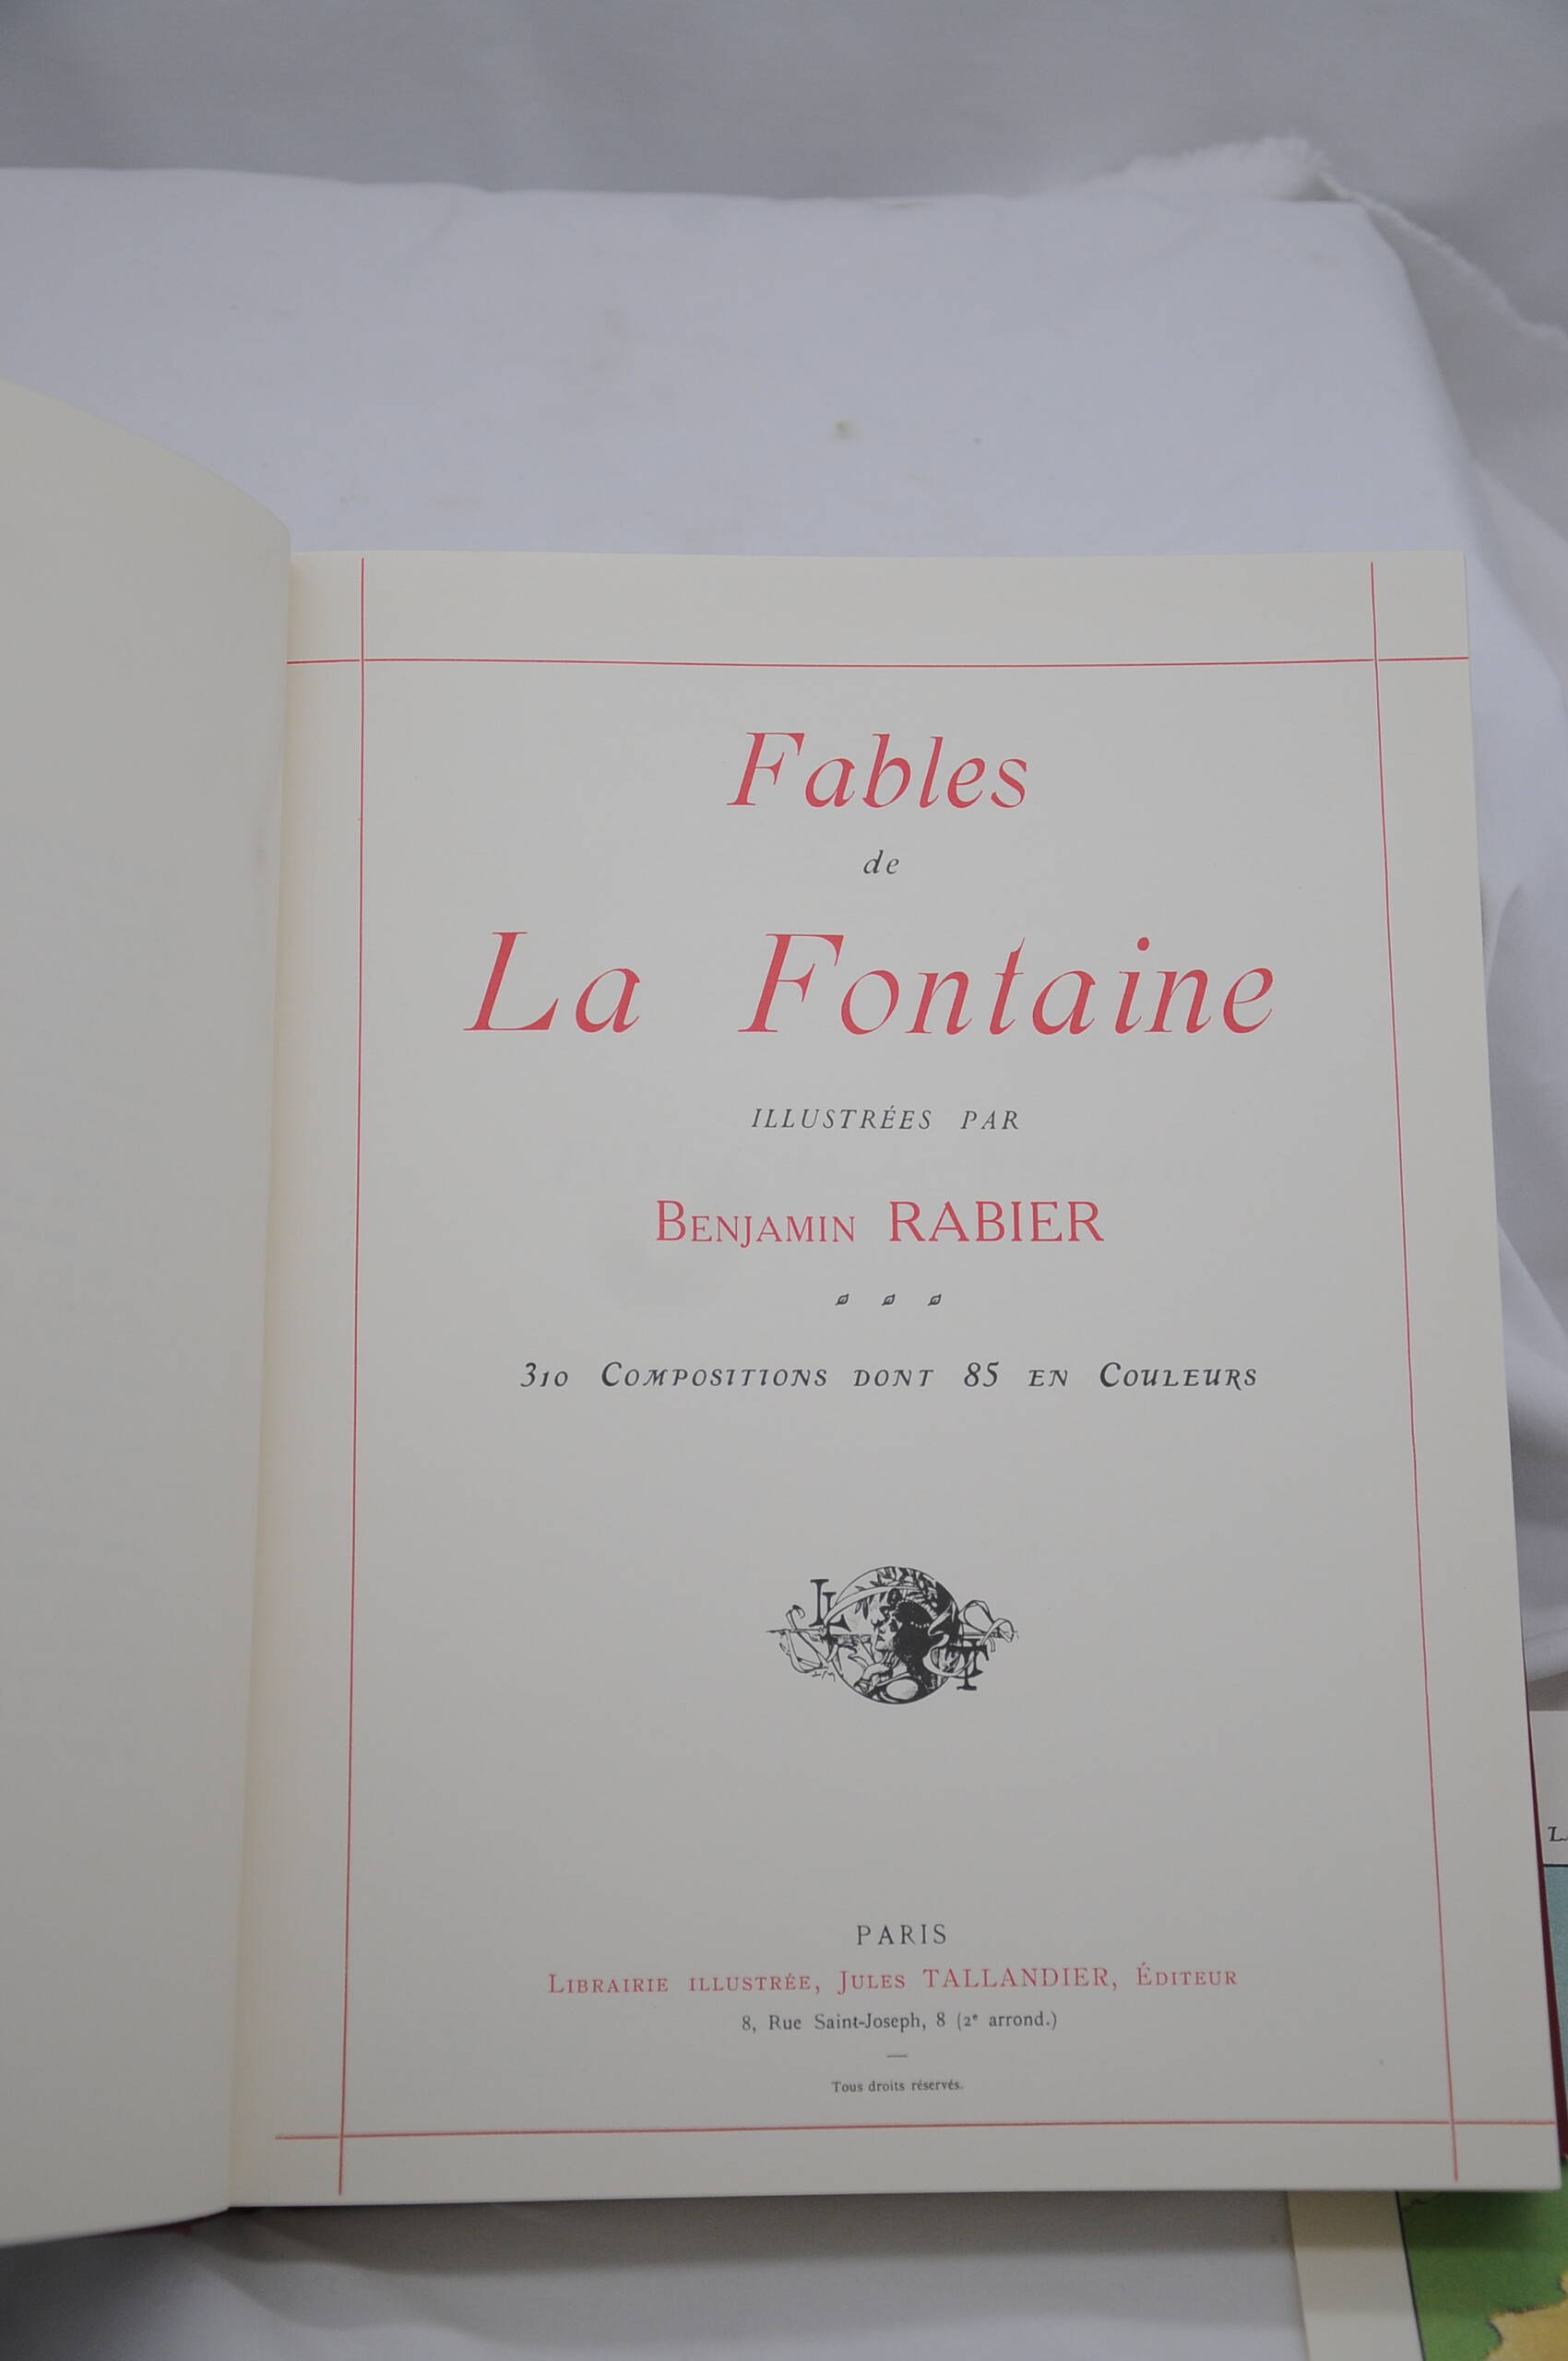 Fables
de
La Fontaine
ILLUSTRÉES PAR
BENJAMIN RABIER
310 COMPOSITIONS DONT 85 EN COULEURS
IL
T
PARIS
LIBRAIRIE ILLUSTRÉE, JULES TALLANDIER, ÉDITEUR
8, Rue Saint-Joseph, 8 (2e arrond.)
Tous droits réservés.